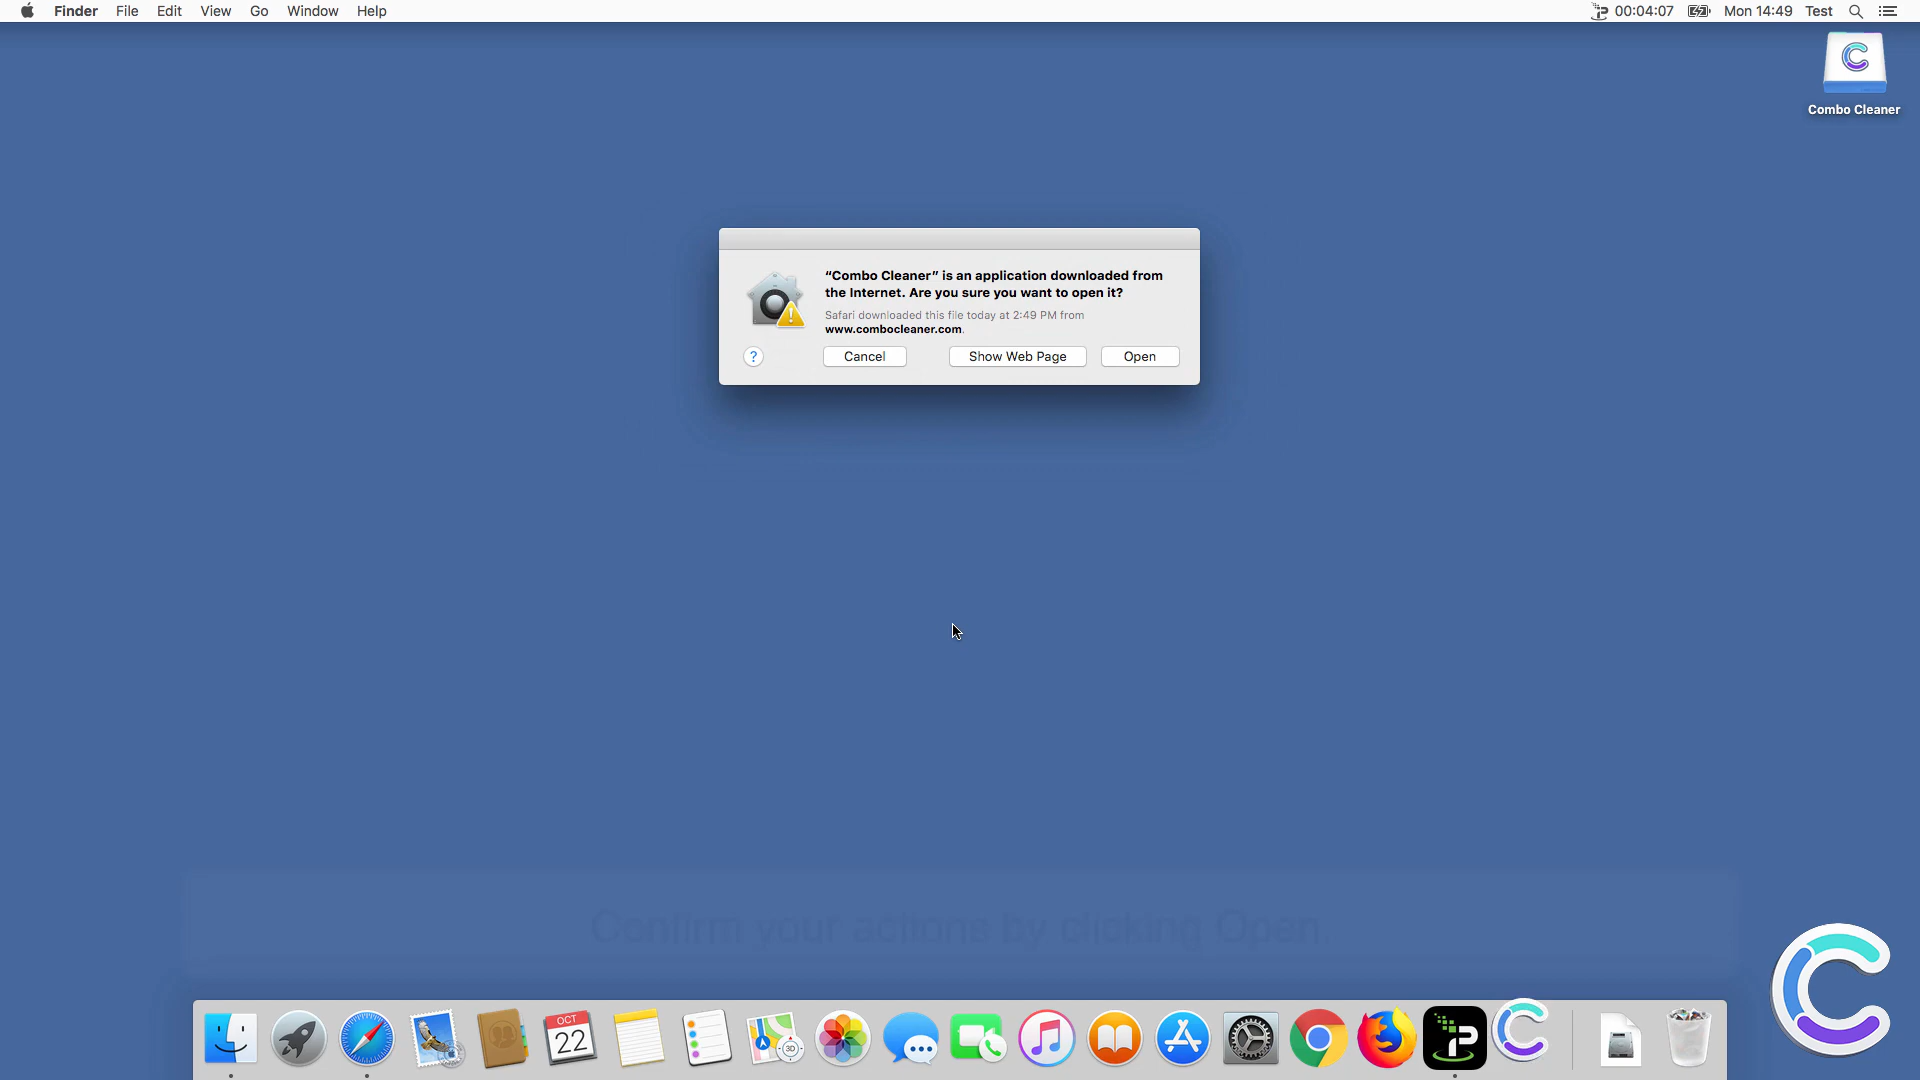 Finder File Edit View Go Window Help
00:04:07 Mon 14:49 Test
Combo Cleaner
“Combo Cleaner” is an application downloaded from
the Internet. Are you sure you want to open it?
Safari downloaded this file today at 2:49 PM from
www.combocleaner.com.
? Cancel Show Web Page Open
Confirm your actions by clicking Open.
OCT
22
3D